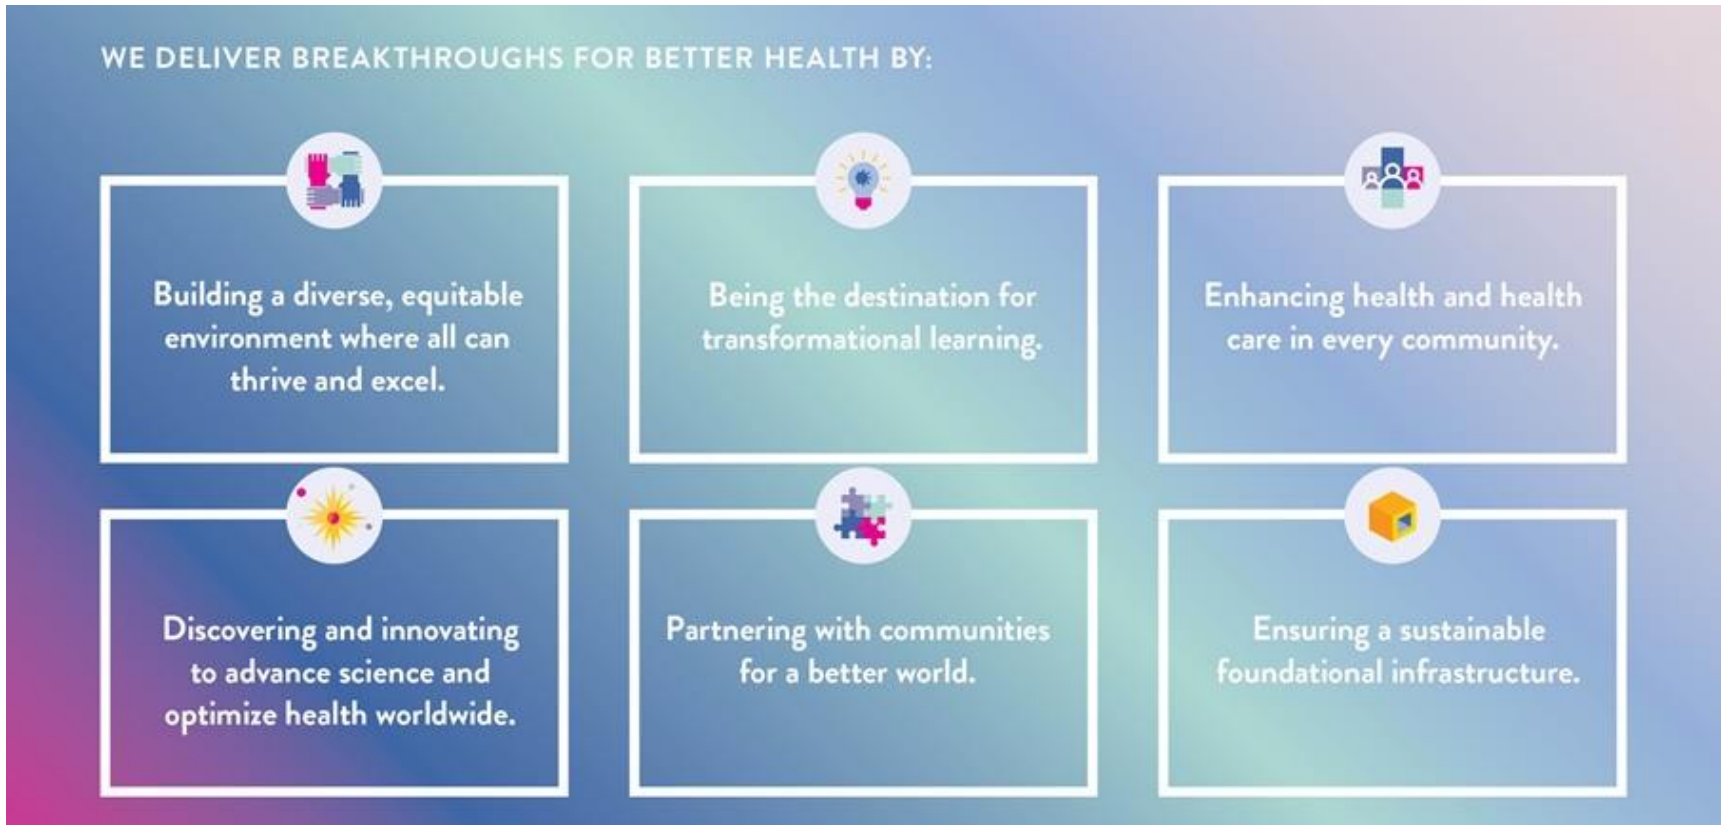 WE DELIVER BREAKTHROUGHS FOR BETTER HEALTH BY:
Building a diverse, equitable
environment where all can
thrive and excel.
Being the destination for
transformational learning.
Enhancing health and health
care in every community.
Discovering and innovating
to advance science and
optimize health worldwide.
Partnering with communities
for a better world.
Ensuring a sustainable
foundational infrastructure.